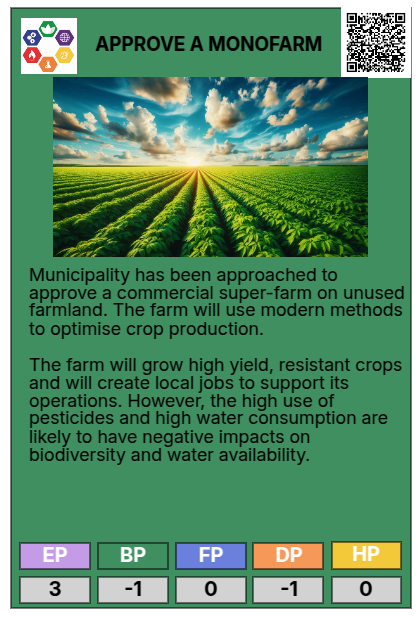 APPROVE A MONOFARM
Municipality has been approached to
approve a commercial super-farm on unused
farmland. The farm will use modern methods
to optimise crop production.
The farm will grow high yield, resistant crops
and will create local jobs to support its
operations. However, the high use of
pesticides and high water consumption are
likely to have negative impacts on
biodiversity and water availability.
EP BP FP DP HP
3 -1 0 -1 0